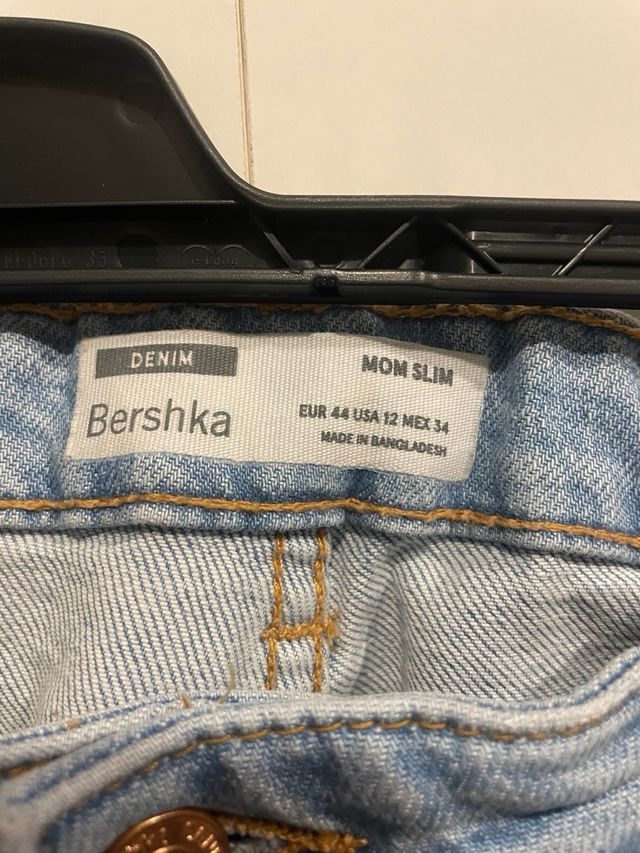 DENIM
MOM SLIM
Bershka
EUR 44 USA 12 MEX 34
MADE IN BANGLADESH